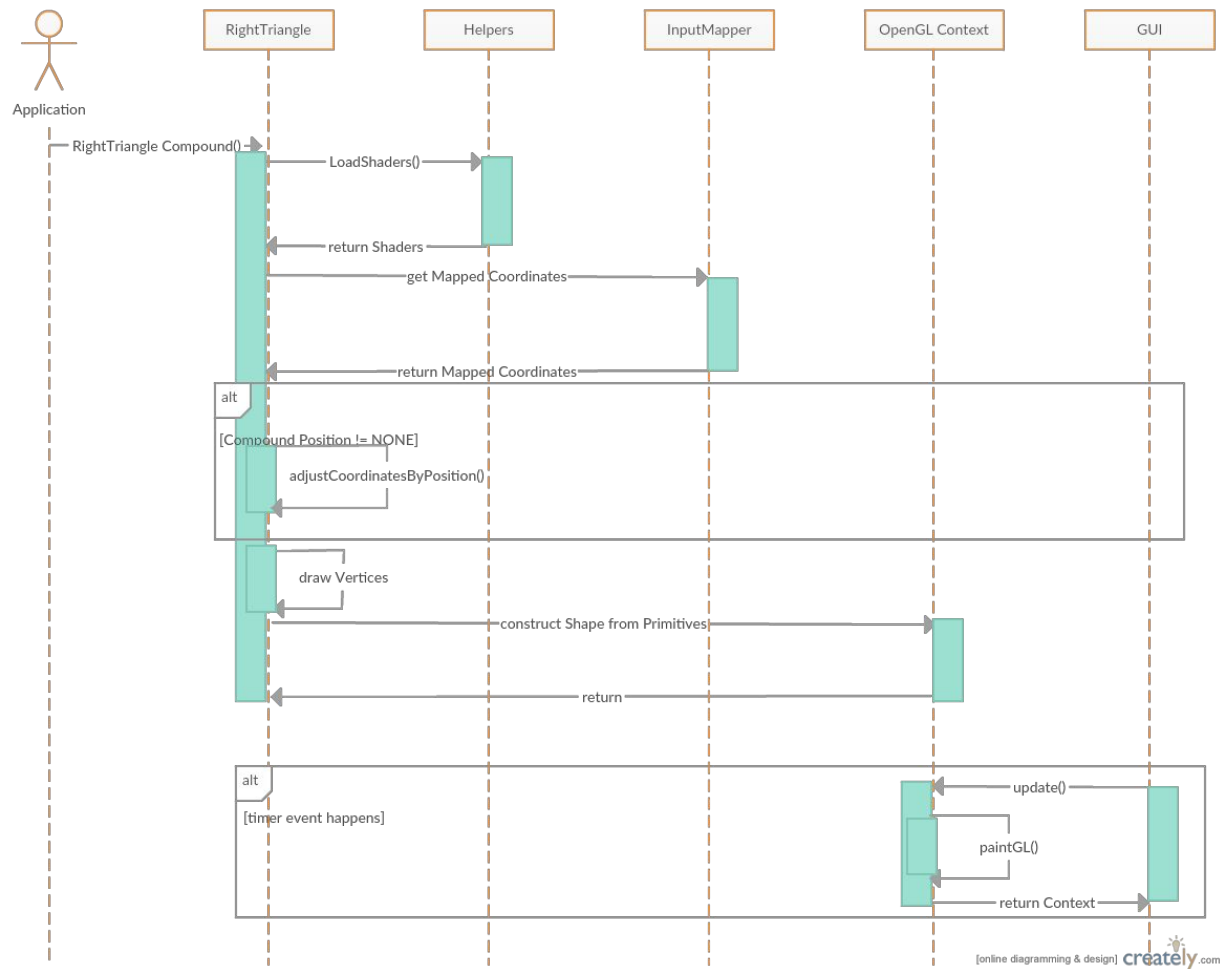 RightTriangle
Helpers
InputMapper
OpenGL Context
GUI
Application
RightTriangle Compound()
LoadShaders()
return Shaders
get Mapped Coordinates
return Mapped Coordinates
alt
[Compound Position != NONE]
adjustCoordinatesByPosition()
draw Vertices
construct Shape from Primitives
return
alt
update()
[timer event happens]
paintGL()
return Context
[online diagramming & design] creately.com